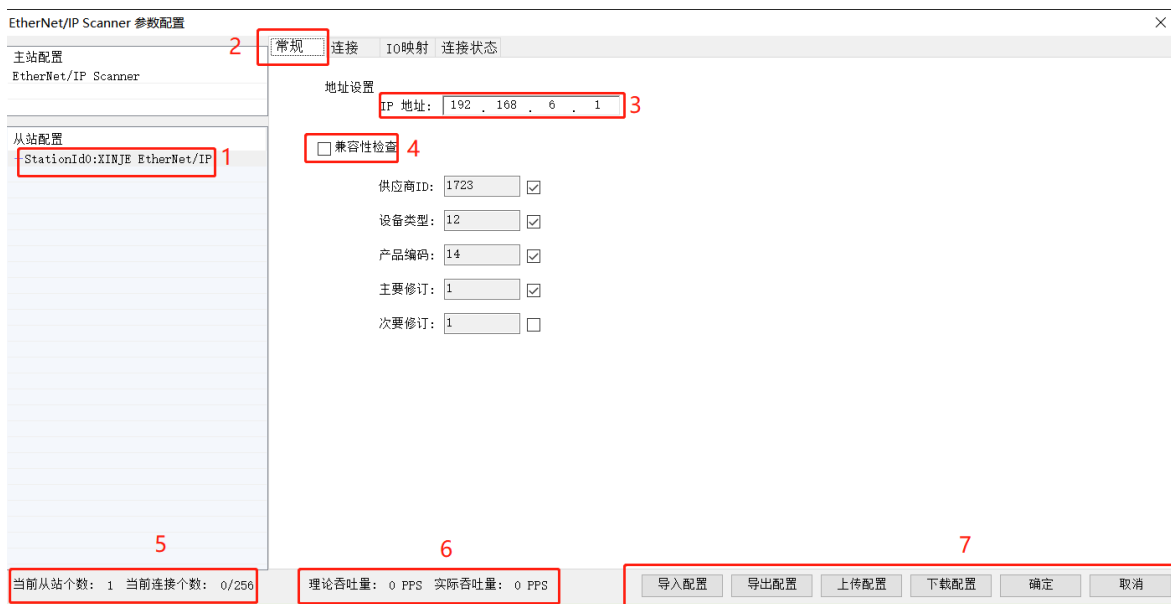 EtherNet/IP Scanner 参数配置
主站配置
EtherNet/IP Scanner
从站配置
StationId0:XINJE EtherNet/IP
1
2
常规 连接 IO映射 连接状态
地址设置
IP 地址: 192 . 168 . 6 . 1
3
兼容性检查
4
供应商ID: 1723
设备类型: 12
产品编码: 14
主要修订: 1
次要修订: 1
5
6
7
当前从站个数: 1 当前连接个数: 0/256
理论吞吐量: 0 PPS 实际吞吐量: 0 PPS
导入配置 导出配置 上传配置 下载配置 确定 取消